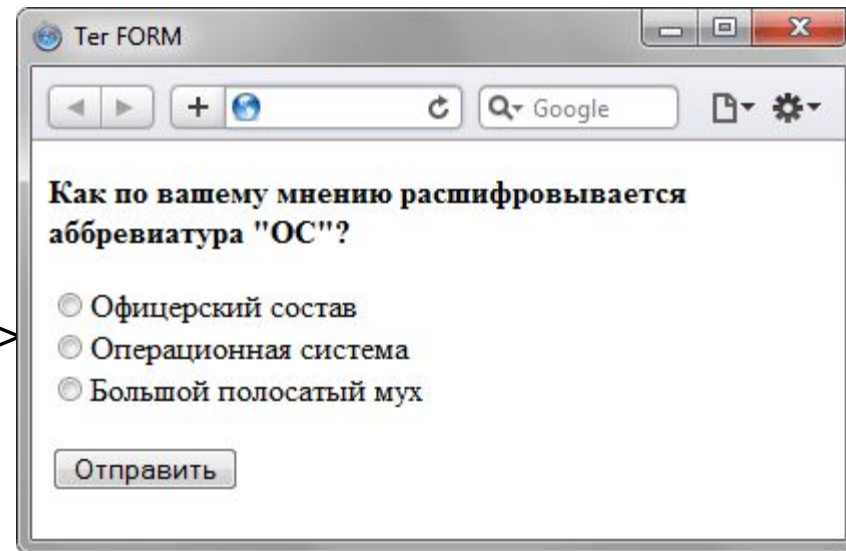 Тег FORM
Google
Как по вашему мнению расшифровывается
аббревиатура "ОС"?
Офицерский состав
>
Операционная система
Большой полосатый мух
Отправить